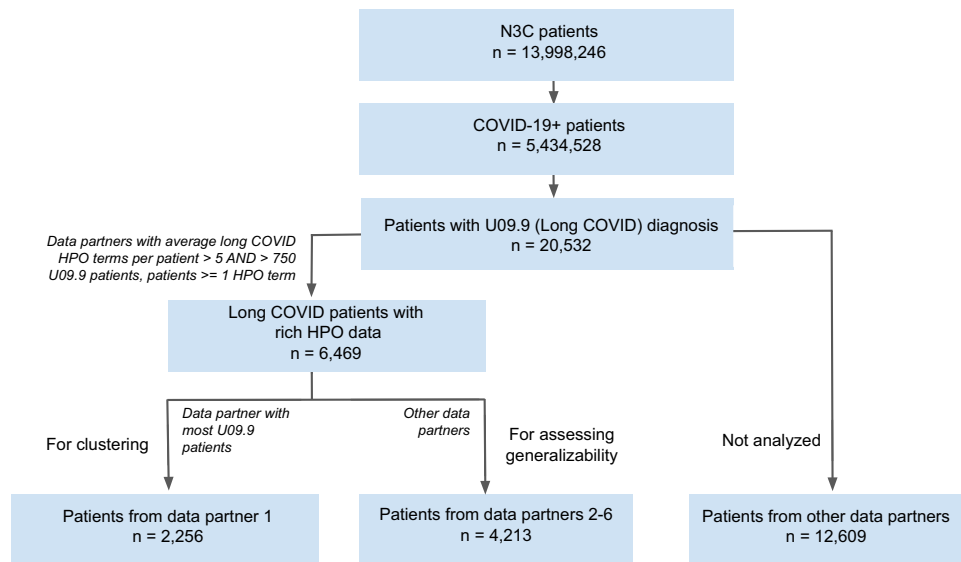 N3C patients
n = 13,998,246
COVID-19+ patients
n = 5,434,528
Patients with U09.9 (Long COVID) diagnosis
n = 20,532
Data partners with average long COVID
HPO terms per patient > 5 AND > 750
U09.9 patients, patients >= 1 HPO term
Long COVID patients with
rich HPO data
n = 6,469
For clustering
Data partner with
most U09.9
patients
Other data
partners
For assessing
generalizability
Not analyzed
Patients from data partner 1
n = 2,256
Patients from data partners 2-6
n = 4,213
Patients from other data partners
n = 12,609